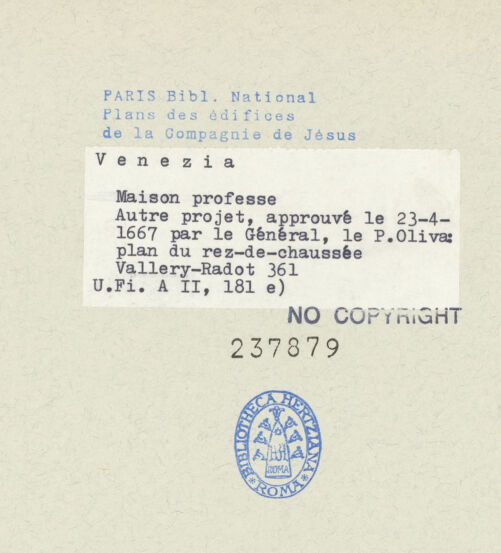 PARIS Bibl. National
Plans des édifices
de la Compagnie de Jésus
Venezia
Maison professe
Autre projet, approuvé le 23-4-
1667 par le Général, le P.Oliva:
plan du rez-de-chaussée
Vallery-Radot 361
U.Fi. A II, 181 e)
NO COPYRIGHT
237879
BIBLIOTHECA HERTZIANA
ROMA
ROMA